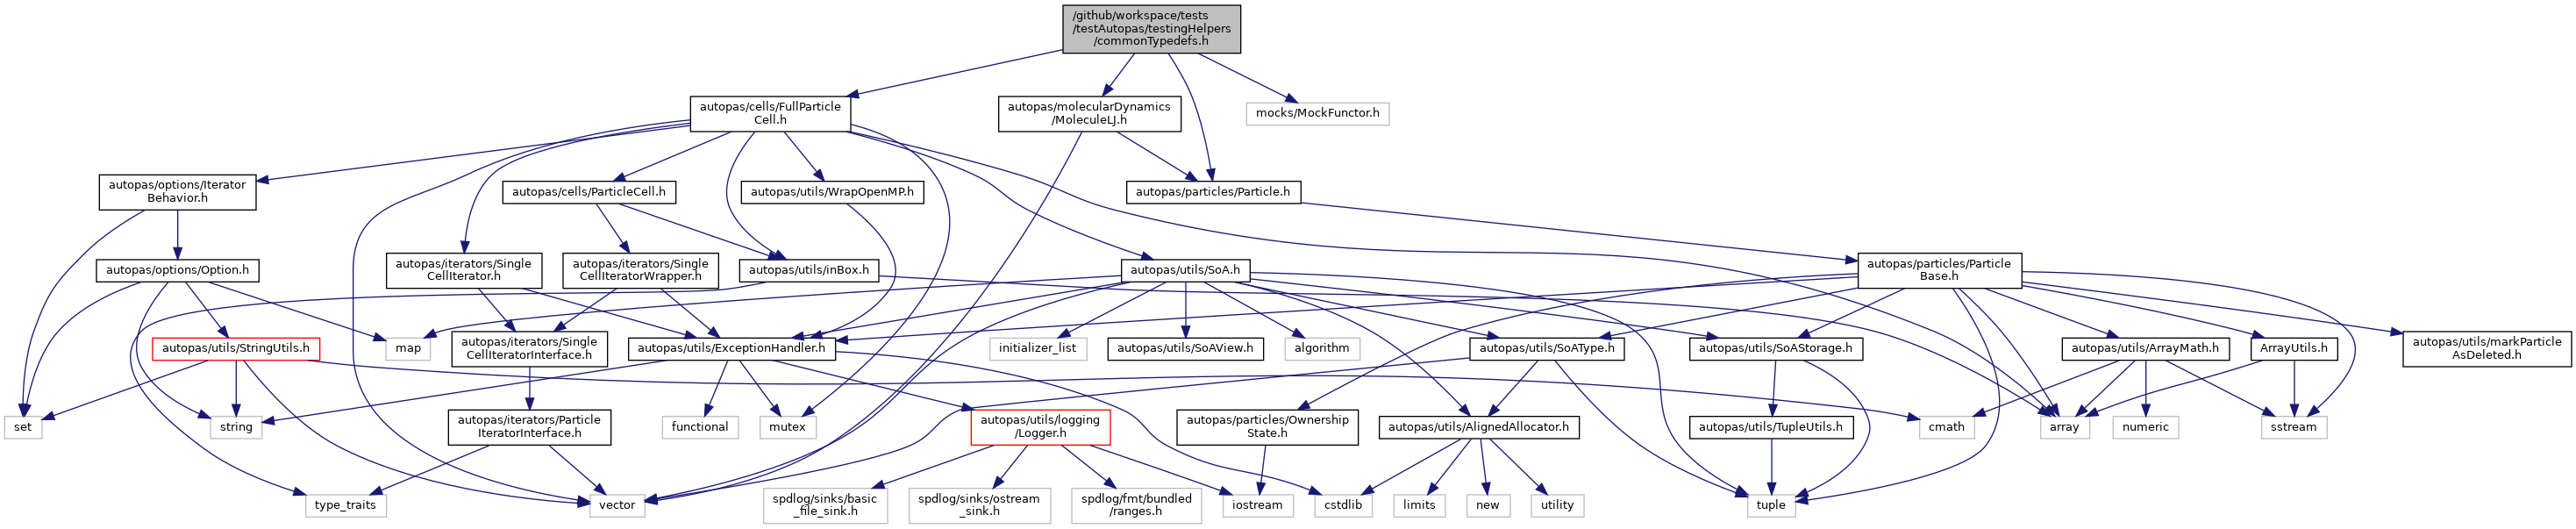 /github/workspace/tests
/testAutopas/testingHelpers
/commonTypedefs.h
autopas/cells/FullParticle
Cell.h
autopas/molecularDynamics
/MoleculeLJ.h
mocks/MockFunctor.h
autopas/options/Iterator
Behavior.h
autopas/cells/ParticleCell.h
autopas/utils/WrapOpenMP.h
autopas/particles/Particle.h
autopas/options/Option.h
autopas/iterators/Single
CellIterator.h
autopas/iterators/Single
CellIteratorWrapper.h
autopas/utils/inBox.h
autopas/utils/SoA.h
autopas/particles/Particle
Base.h
autopas/utils/StringUtils.h
map
autopas/iterators/Single
CellIteratorInterface.h
autopas/utils/ExceptionHandler.h
initializer_list
autopas/utils/SoAView.h
algorithm
autopas/utils/SoAType.h
autopas/utils/SoAStorage.h
autopas/utils/ArrayMath.h
ArrayUtils.h
autopas/utils/markParticle
AsDeleted.h
set
string
autopas/iterators/Particle
IteratorInterface.h
functional
mutex
autopas/utils/logging
/Logger.h
autopas/particles/Ownership
State.h
autopas/utils/AlignedAllocator.h
autopas/utils/TupleUtils.h
cmath
array
numeric
sstream
type_traits
vector
spdlog/sinks/basic
_file_sink.h
spdlog/sinks/ostream
_sink.h
spdlog/fmt/bundled
/ranges.h
iostream
cstdlib
limits
new
utility
tuple